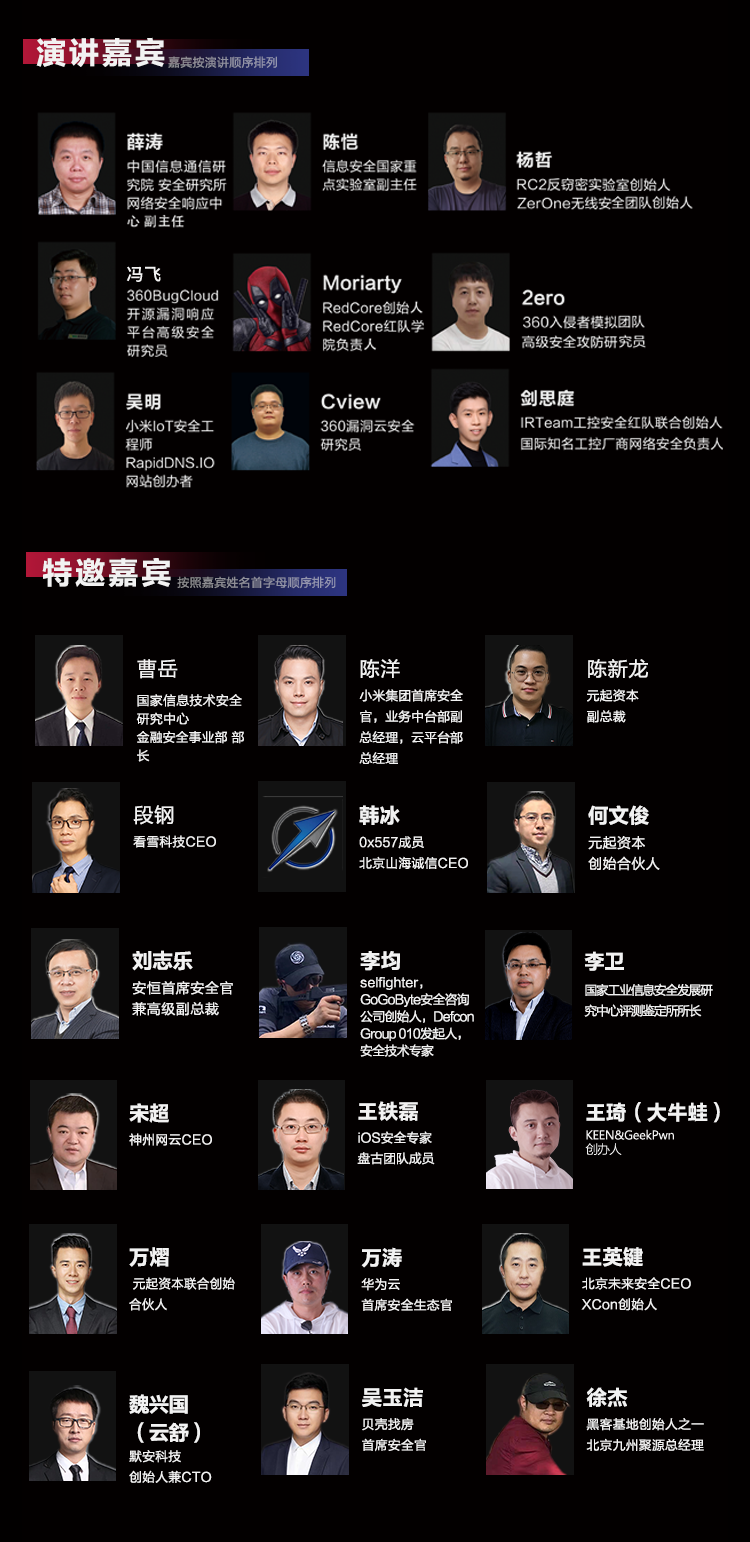 演讲嘉宾 嘉宾按演讲顺序排列
薛涛
中国信息通信研
究院 安全研究所
网络安全响应中
心 副主任
陈恺
信息安全国家重
点实验室副主任
杨哲
RC2反窃密实验室创始人
ZerOne无线安全团队创始人
冯飞
360BugCloud
开源漏洞响应
平台高级安全
研究员
Moriarty
RedCore创始人
RedCore红队学
院负责人
2ero
360入侵者模拟团队
高级安全攻防研究员
吴明
小米IoT安全工
程师
RapidDNS.IO
网站创办者
Cview
360漏洞云安全
研究员
剑思庭
IRTeam工控安全红队联合创始人
国际知名工控厂商网络安全负责人
特邀嘉宾 按照嘉宾姓名首字母顺序排列
曹岳
国家信息技术安全
研究中心
金融安全事业部 部
长
陈洋
小米集团首席安全
官，业务中台部副
总经理，云平台部
总经理
陈新龙
元起资本
副总裁
段钢
看雪科技CEO
韩冰
0x557成员
北京山海诚信CEO
何文俊
元起资本
创始合伙人
刘志乐
安恒首席安全官
兼高级副总裁
李均
selfighter，
GoGoByte安全咨询
公司创始人，Defcon
Group 010发起人，
安全技术专家
李卫
国家工业信息安全发展研
究中心评测鉴定所所长
宋超
神州网云CEO
王铁磊
iOS安全专家
盘古团队成员
王琦（大牛蛙）
KEEN&GeekPwn
创办人
万熠
元起资本联合创始
合伙人
万涛
华为云
首席安全生态官
王英键
北京未来安全CEO
XCon创始人
魏兴国
（云舒）
默安科技
创始人兼CTO
吴玉洁
贝壳找房
首席安全官
徐杰
黑客基地创始人之一
北京九州聚源总经理